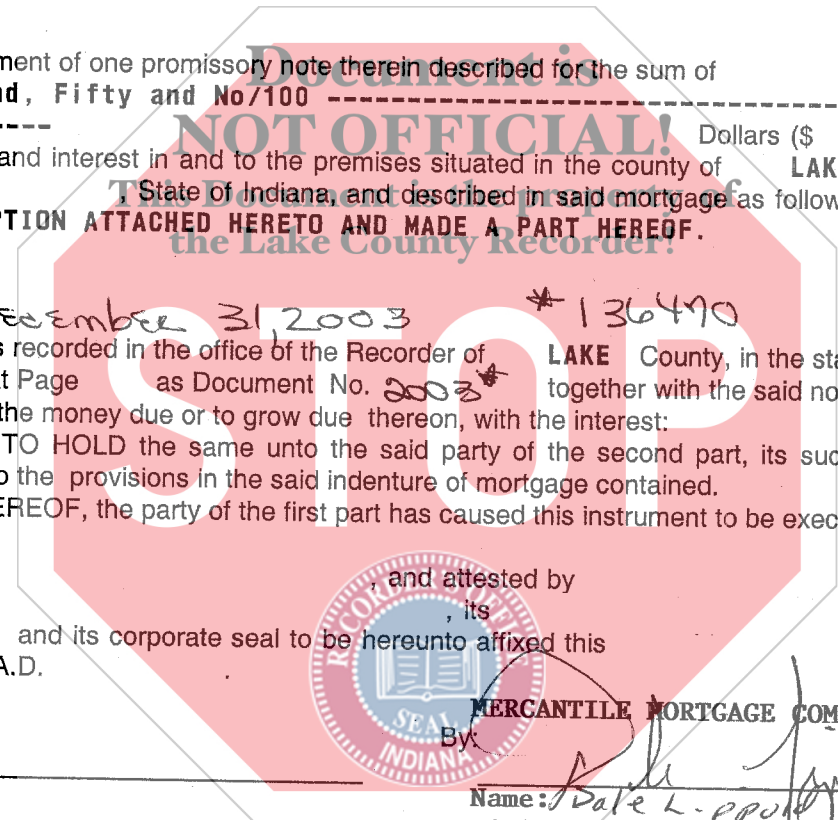 Document is
ment of one promissory note therein described for the sum of
d, Fifty and No/100 --------------------------------
----
NOT OFFICIAL!
Dollars ($
and interest in and to the premises situated in the county of LAK
This Document is the property of
, State of Indiana, and described in said mortgage as follow
PTION ATTACHED HERETO AND MADE A PART HEREOF.
the Lake County Recorder!
December 31, 2003 * 136470
s recorded in the office of the Recorder of LAKE County, in the sta
t Page as Document No. 2003* together with the said no
the money due or to grow due thereon, with the interest:
STOP
TO HOLD the same unto the said party of the second part, its suc
o the provisions in the said indenture of mortgage contained.
EREOF, the party of the first part has caused this instrument to be exec
, and attested by
, its
and its corporate seal to be hereunto affixed this
A.D.
RECORDER'S OFFICE
SEAL
INDIANA
MERCANTILE MORTGAGE COM
By:
Name: Dale